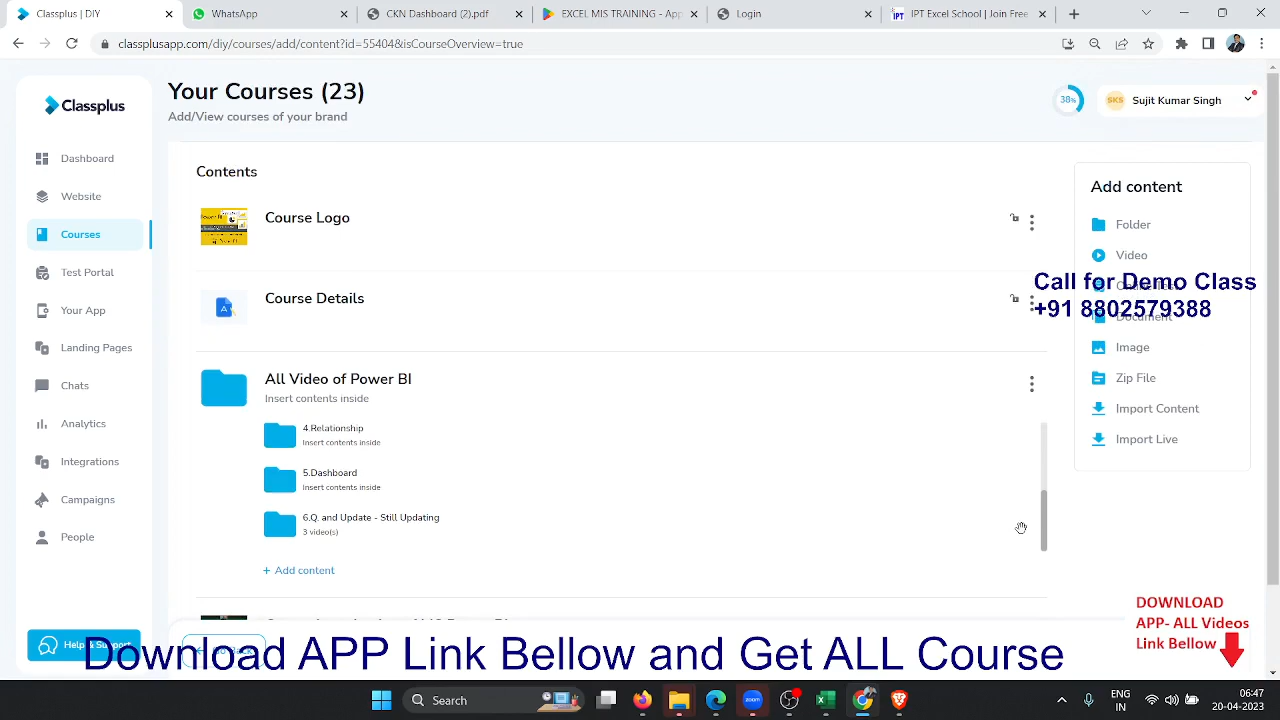 Classplus | DIY
WhatsApp
CKN Dashboard (2).pdf
EXCEL MIS TRAINING - App
Login
IPT Excel School | Join Free
classplusapp.com/diy/courses/add/content?id=55404&isCourseOverview=true
Classplus
Your Courses (23)
Add/View courses of your brand
38%
SKS
Sujit Kumar Singh
Dashboard
Website
Courses
Test Portal
Your App
Landing Pages
Chats
Analytics
Integrations
Campaigns
People
Help & Support
Contents
Course Logo
Course Details
All Video of Power BI
Insert contents inside
4.Relationship
Insert contents inside
5.Dashboard
Insert contents inside
6.Q. and Update - Still Updating
3 video(s)
+ Add content
Add content
Folder
Video
Document
Image
Zip File
Import Content
Import Live
Call for Demo Class
+91 8802579388
DOWNLOAD
APP- ALL Videos
Link Bellow
Download APP Link Bellow and Get ALL Course
Search
zoom
ENG
IN
06:47
20-04-2023